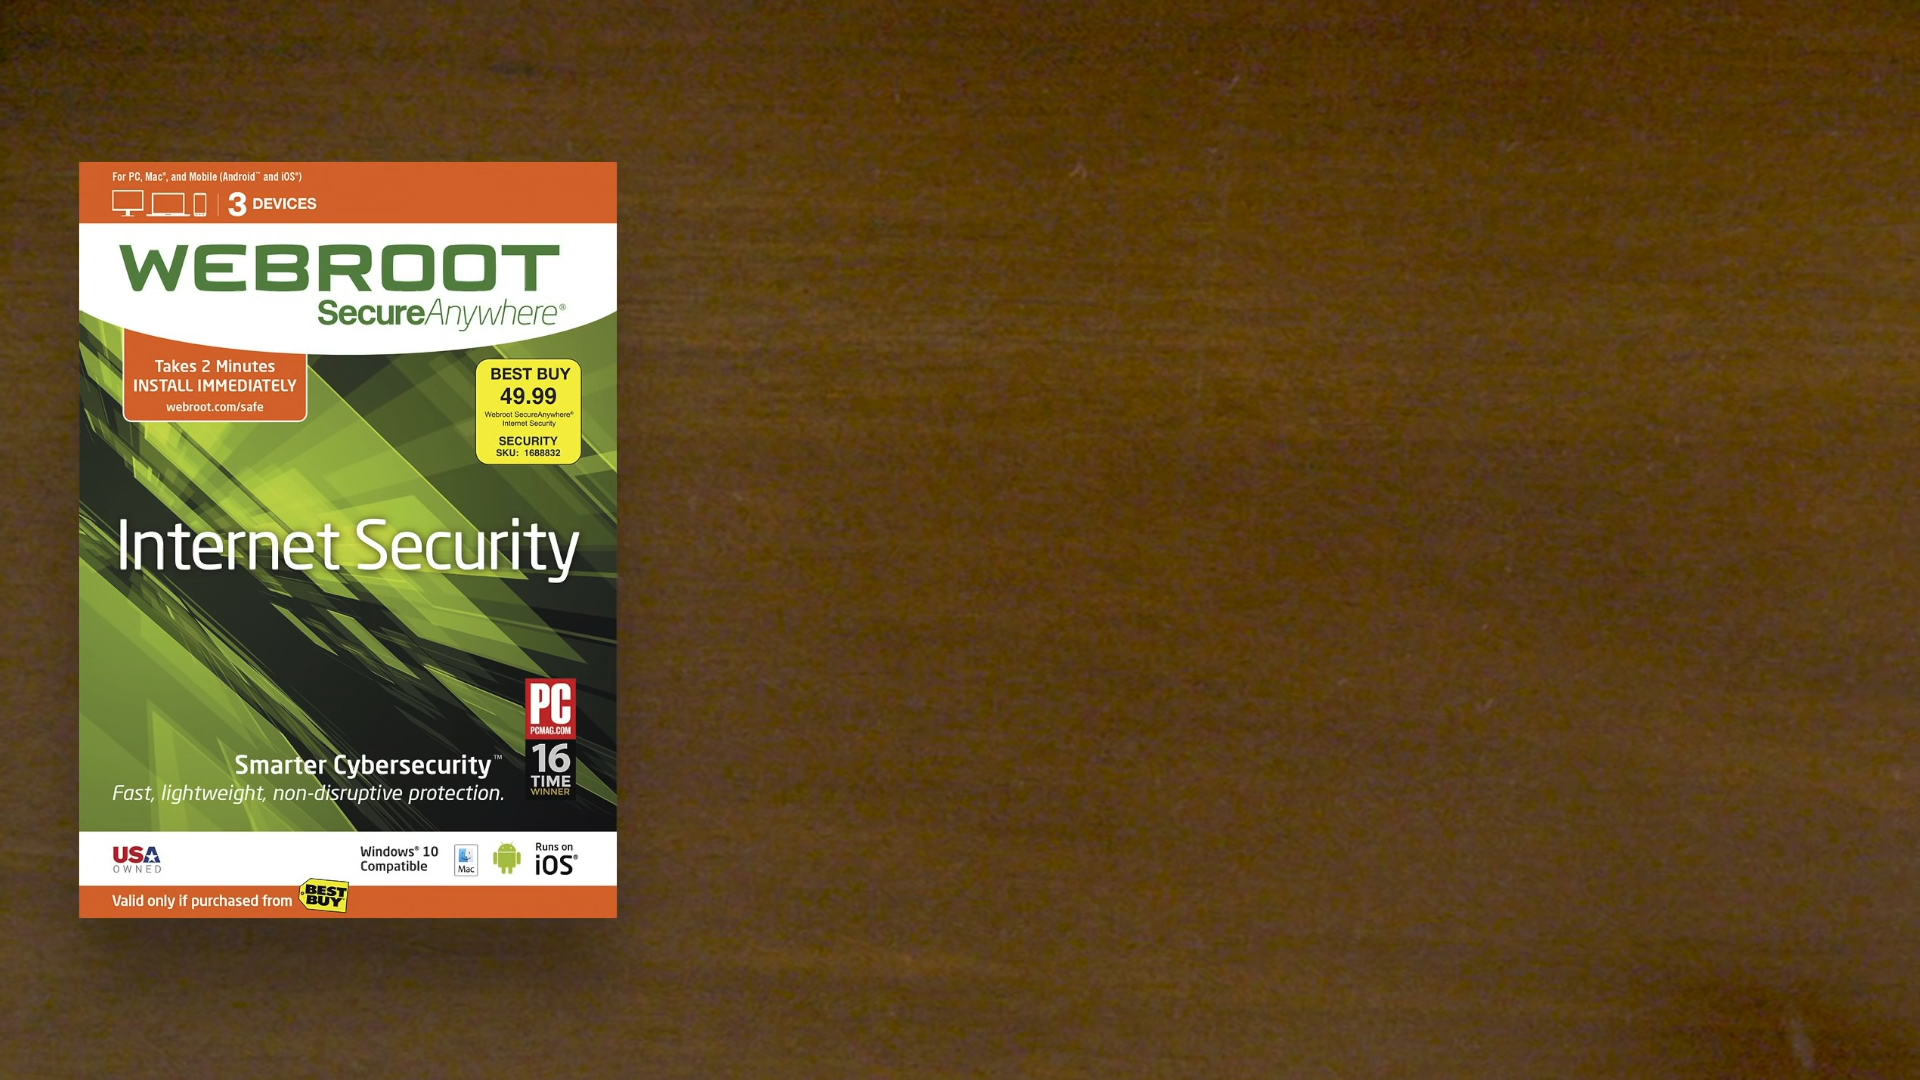 For PC, Mac®, and Mobile (Android™ and iOS®)
3 DEVICES
WEBROOT
SecureAnywhere®
Takes 2 Minutes
INSTALL IMMEDIATELY
webroot.com/safe
BEST BUY
49.99
Webroot SecureAnywhere®
Internet Security
SECURITY
SKU: 1688832
Internet Security
PC
PCMAG.COM
16
TIME
WINNER
Smarter Cybersecurity™
Fast, lightweight, non-disruptive protection.
USA
OWNED
Windows® 10
Compatible
Mac
Runs on
iOS®
Valid only if purchased from
BEST
BUY